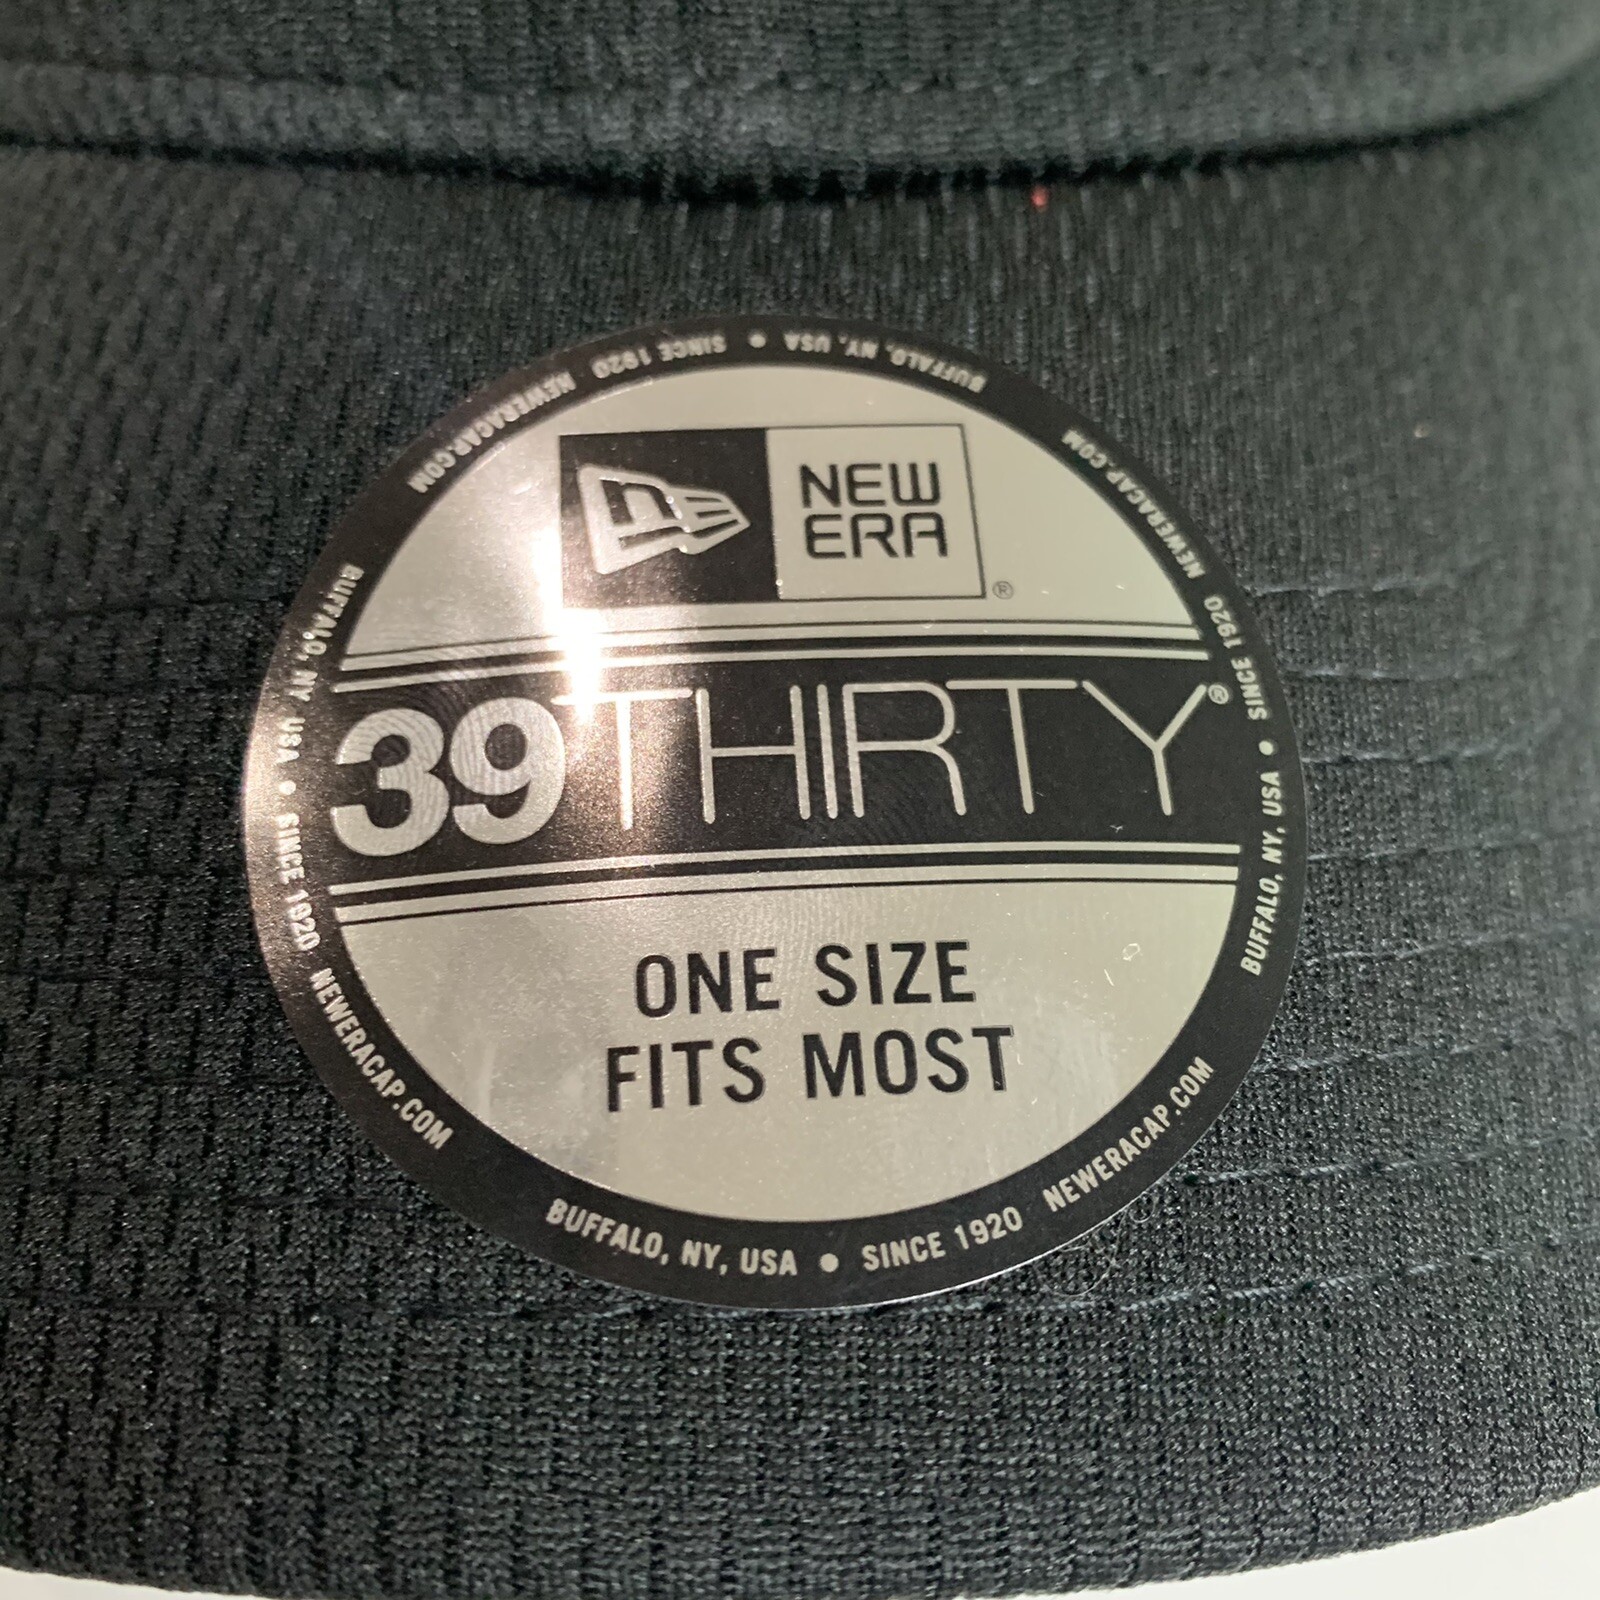 NEW
ERA
®
39THIRTY®
ONE SIZE
FITS MOST
BUFFALO, NY, USA • SINCE 1920 NEWERACAP.COM
BUFFALO, NY, USA • SINCE 1920 NEWERACAP.COM
BUFFALO, NY, USA • SINCE 1920 NEWERACAP.COM
BUFFALO, NY, USA • SINCE 1920 NEWERACAP.COM